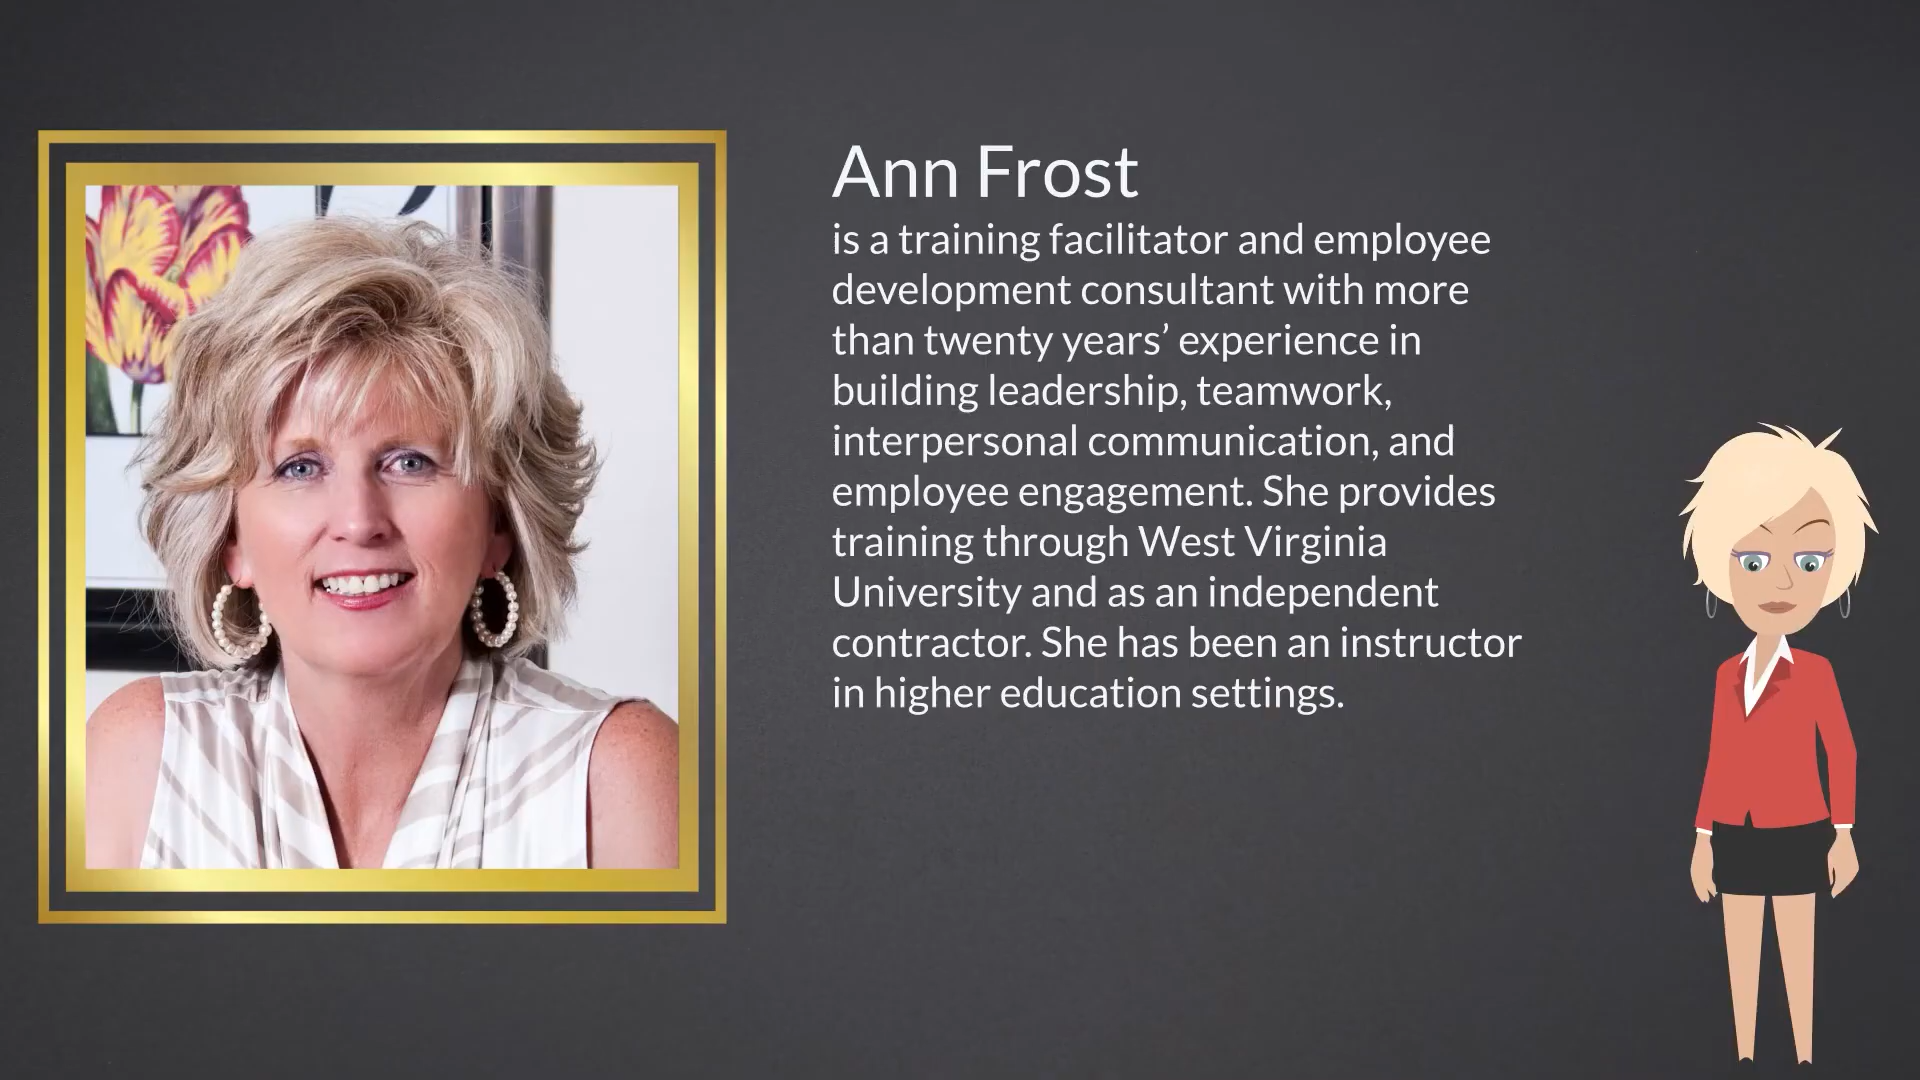 Ann Frost
is a training facilitator and employee
development consultant with more
than twenty years’ experience in
building leadership, teamwork,
interpersonal communication, and
employee engagement. She provides
training through West Virginia
University and as an independent
contractor. She has been an instructor
in higher education settings.